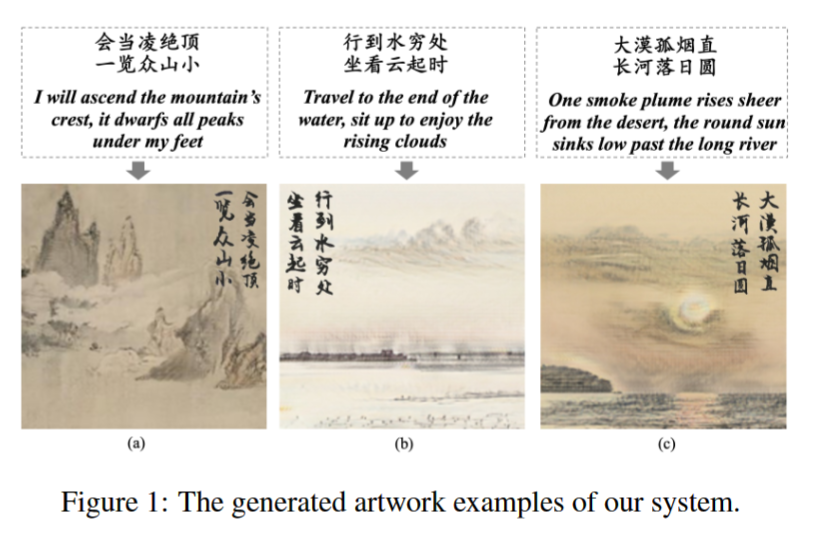 会当凌绝顶
一览众山小
I will ascend the mountain's
crest, it dwarfs all peaks
under my feet
行到水穷处
坐看云起时
Travel to the end of the
water, sit up to enjoy the
rising clouds
大漠孤烟直
长河落日圆
One smoke plume rises sheer
from the desert, the round sun
sinks low past the long river
会当凌绝顶
一览众山小
行到水穷处
坐看云起时
大漠孤烟直
长河落日圆
(a)
(b)
(c)
Figure 1: The generated artwork examples of our system.